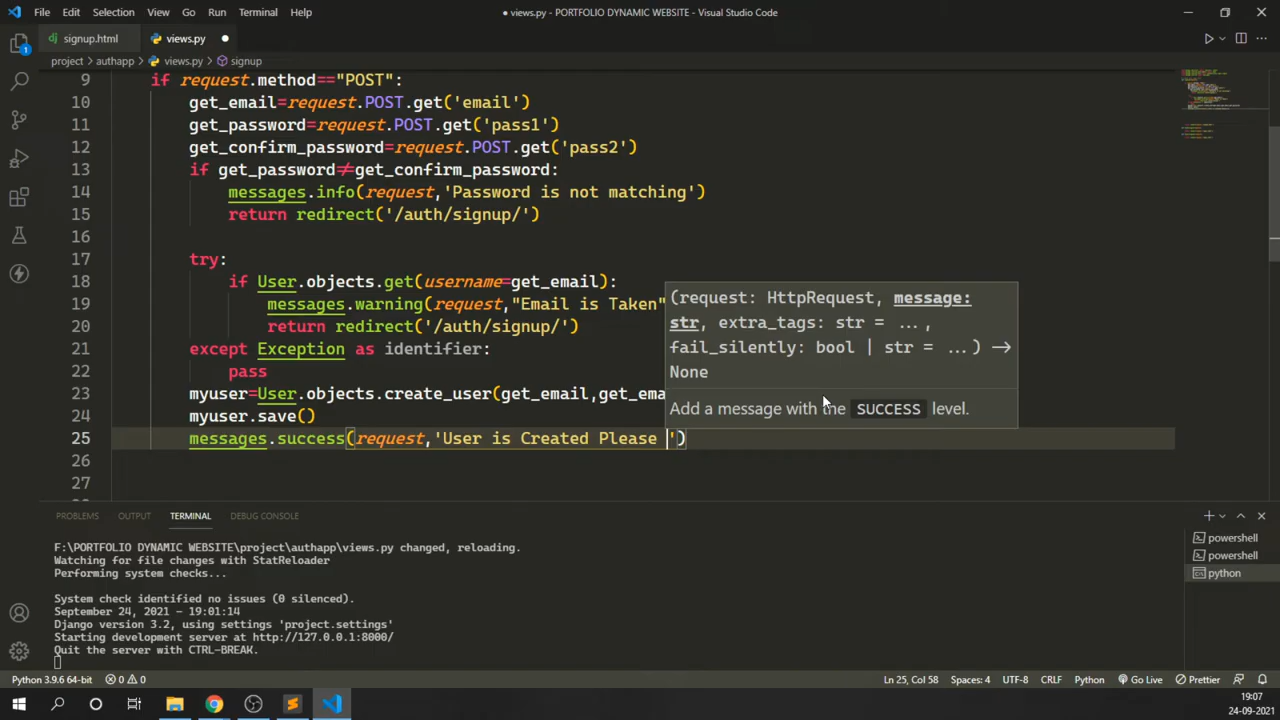 File Edit Selection View Go Run Terminal Help
● views.py - PORTFOLIO DYNAMIC WEBSITE - Visual Studio Code
signup.html views.py ●
project > authapp > views.py > signup
9 if request.method=="POST":
10 get_email=request.POST.get('email')
11 get_password=request.POST.get('pass1')
12 get_confirm_password=request.POST.get('pass2')
13 if get_password!=get_confirm_password:
14 messages.info(request,'Password is not matching')
15 return redirect('/auth/signup/')
16
17 try:
18 if User.objects.get(username=get_email):
19 messages.warning(request,"Email is Taken"
20 return redirect('/auth/signup/')
21 except Exception as identifier:
22 pass
23 myuser=User.objects.create_user(get_email,get_ema
24 myuser.save()
25 messages.success(request,'User is Created Please ')
26
27
(request: HttpRequest, message:
str, extra_tags: str = ...,
fail_silently: bool | str = ...) →
None
Add a message with the SUCCESS level.
PROBLEMS OUTPUT TERMINAL DEBUG CONSOLE
F:\PORTFOLIO DYNAMIC WEBSITE\project\authapp\views.py changed, reloading.
Watching for file changes with StatReloader
Performing system checks...
System check identified no issues (0 silenced).
September 24, 2021 - 19:01:14
Django version 3.2, using settings 'project.settings'
Starting development server at http://127.0.0.1:8000/
Quit the server with CTRL-BREAK.
powershell
powershell
python
Python 3.9.6 64-bit 0 0 Ln 25, Col 58 Spaces: 4 UTF-8 CRLF Python Go Live Prettier
19:07
24-09-2021